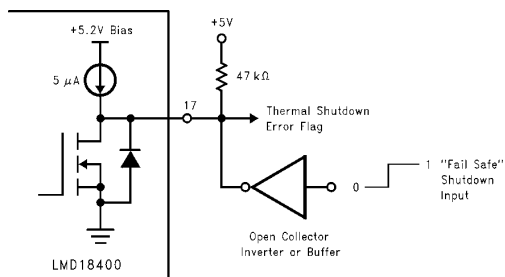 +5.2V Bias
5 μA
17
+5V
47 kΩ
Thermal Shutdown
Error Flag
0
1
"Fail Safe"
Shutdown
Input
Open Collector
Inverter or Buffer
LMD18400